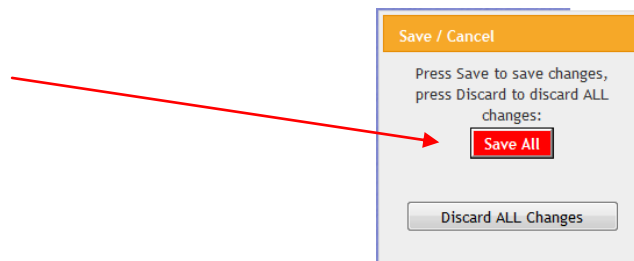 Save / Cancel
Press Save to save changes,
press Discard to discard ALL
changes:
Save All
Discard ALL Changes